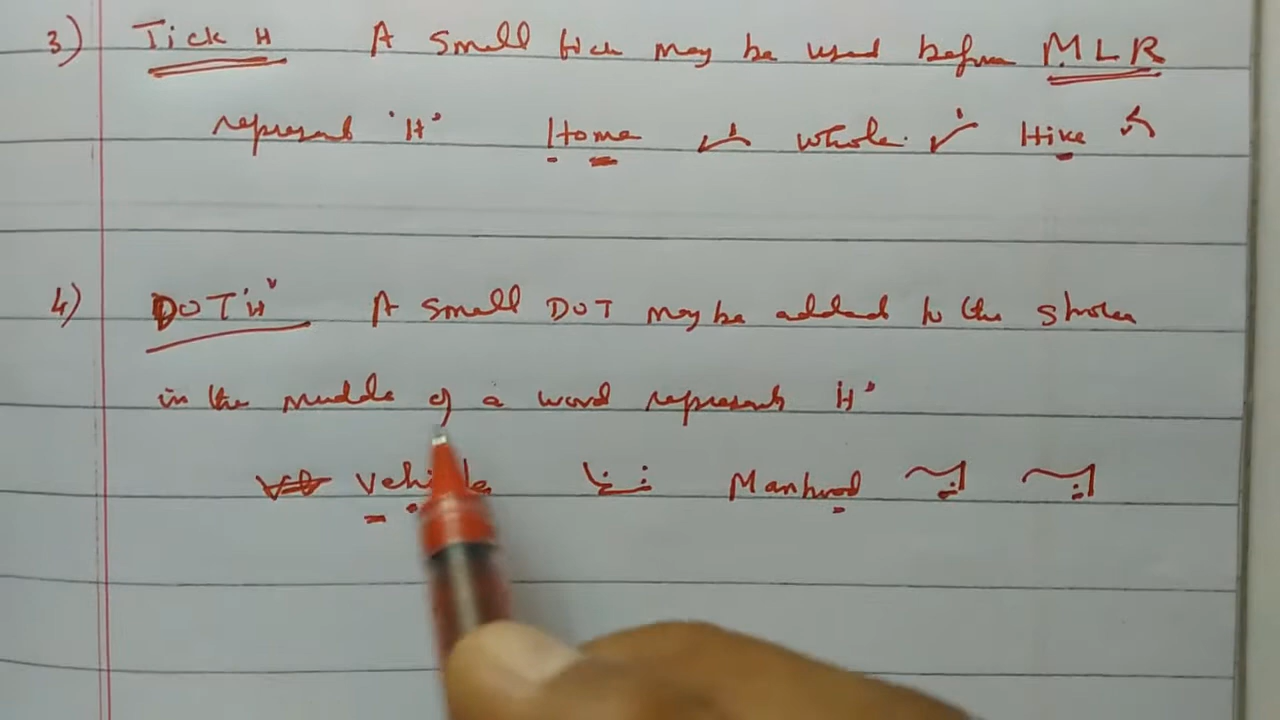 3) Tick H A small tick may be used before MLR
represent 'H' Home whole. Hike
4) DOT 'H' A small DOT may be added to the stroke
in the middle of a word represents 'H'
Vehicle Manhood